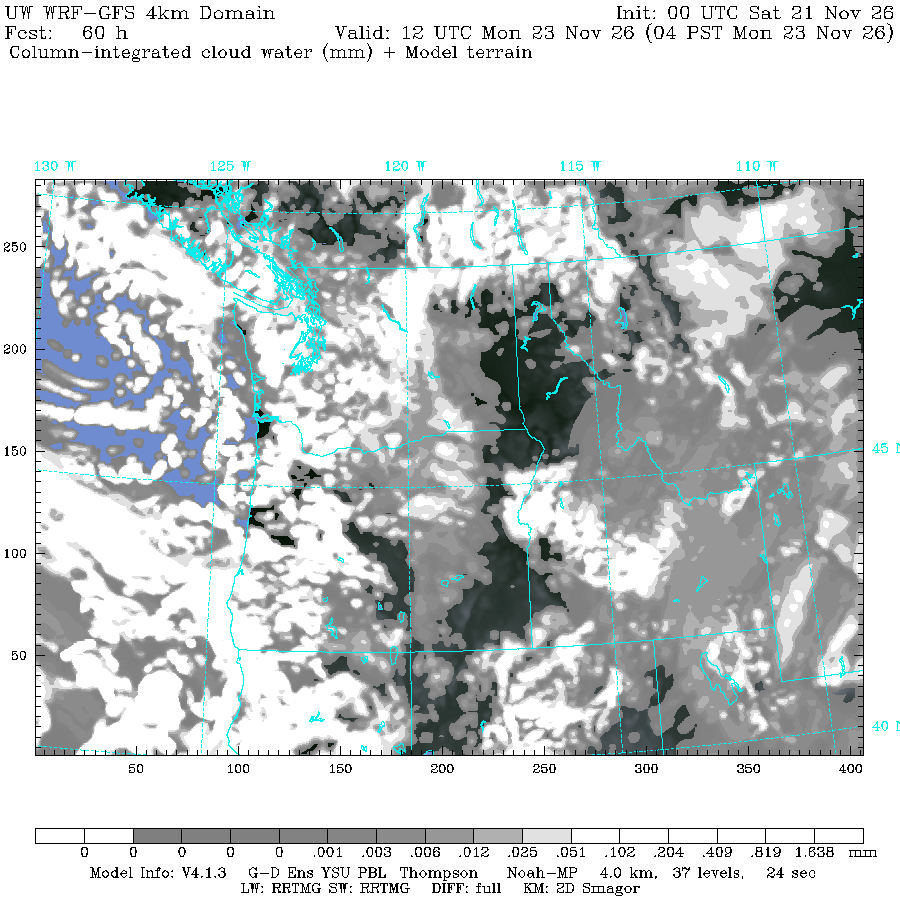 UW WRF-GFS 4km Domain Init: 00 UTC Sat 21 Nov 26
Fcst: 60 h Valid: 12 UTC Mon 23 Nov 26 (04 PST Mon 23 Nov 26)
Column-integrated cloud water (mm) + Model terrain
130 W 125 W 120 W 115 W 110 W
250
200
45 N
150
100
50
40 N
50 100 150 200 250 300 350 400
0 0 0 0 0 .001 .003 .006 .012 .025 .051 .102 .204 .409 .819 1.638 mm
Model Info: V4.1.3 G-D Ens YSU PBL Thompson Noah-MP 4.0 km, 37 levels, 24 sec
LW: RRTMG SW: RRTMG DIFF: full KM: 2D Smagor